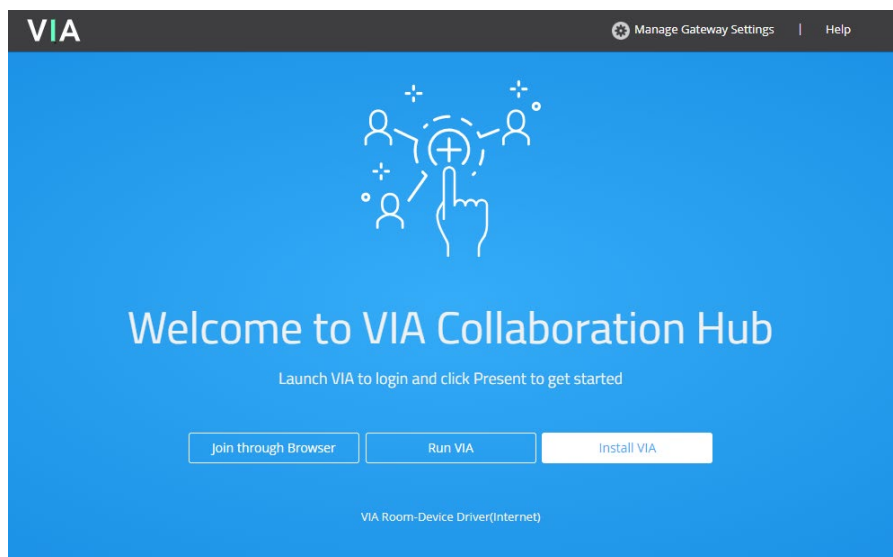 VIA
Manage Gateway Settings | Help
Welcome to VIA Collaboration Hub
Launch VIA to login and click Present to get started
Join through Browser
Run VIA
Install VIA
VIA Room-Device Driver(Internet)